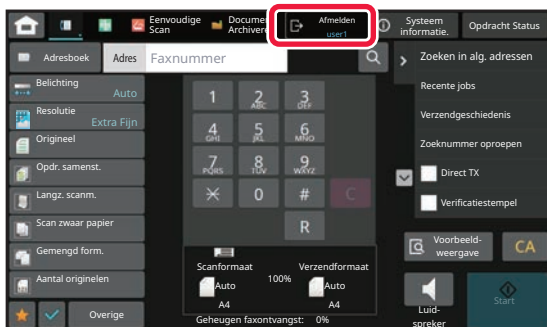 Eenvoudige Scan
Documen Archiveren
Afmelden
user1
Systeem informatie.
Opdracht Status
Adresboek
Adres
Faxnummer
Zoeken in alg. adressen
Belichting
Auto
Resolutie
Extra Fijn
Origineel
Opdr. samenst.
Langz. scanm.
Scan zwaar papier
Gemengd form.
Aantal originelen
Overige
1
2 ABC
3 DEF
4 GHI
5 JKL
6 MNO
7 PQRS
8 TUV
9 WXYZ
0
#
C
R
Scanformaat
Auto
A4
100%
Verzendformaat
Auto
A4
Geheugen faxontvangst: 0%
Recente jobs
Verzendgeschiedenis
Zoeknummer oproepen
Direct TX
Verificatiestempel
Voorbeeld-
weergave
CA
Luid-
spreker
Start